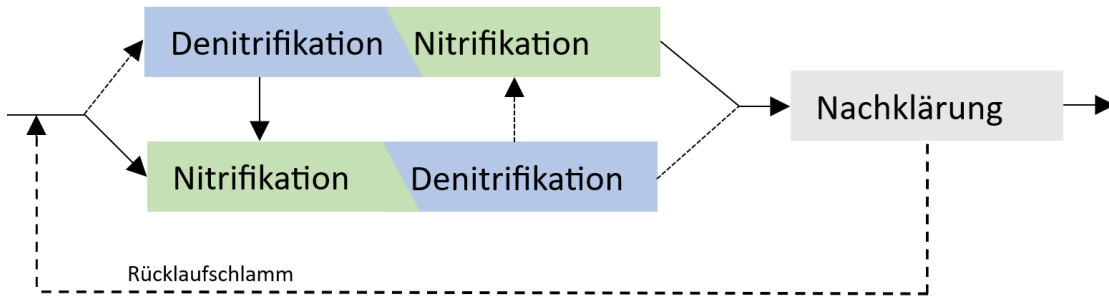 Denitrifikation Nitrifikation
Nachklärung
Nitrifikation Denitrifikation
Rücklaufschlamm